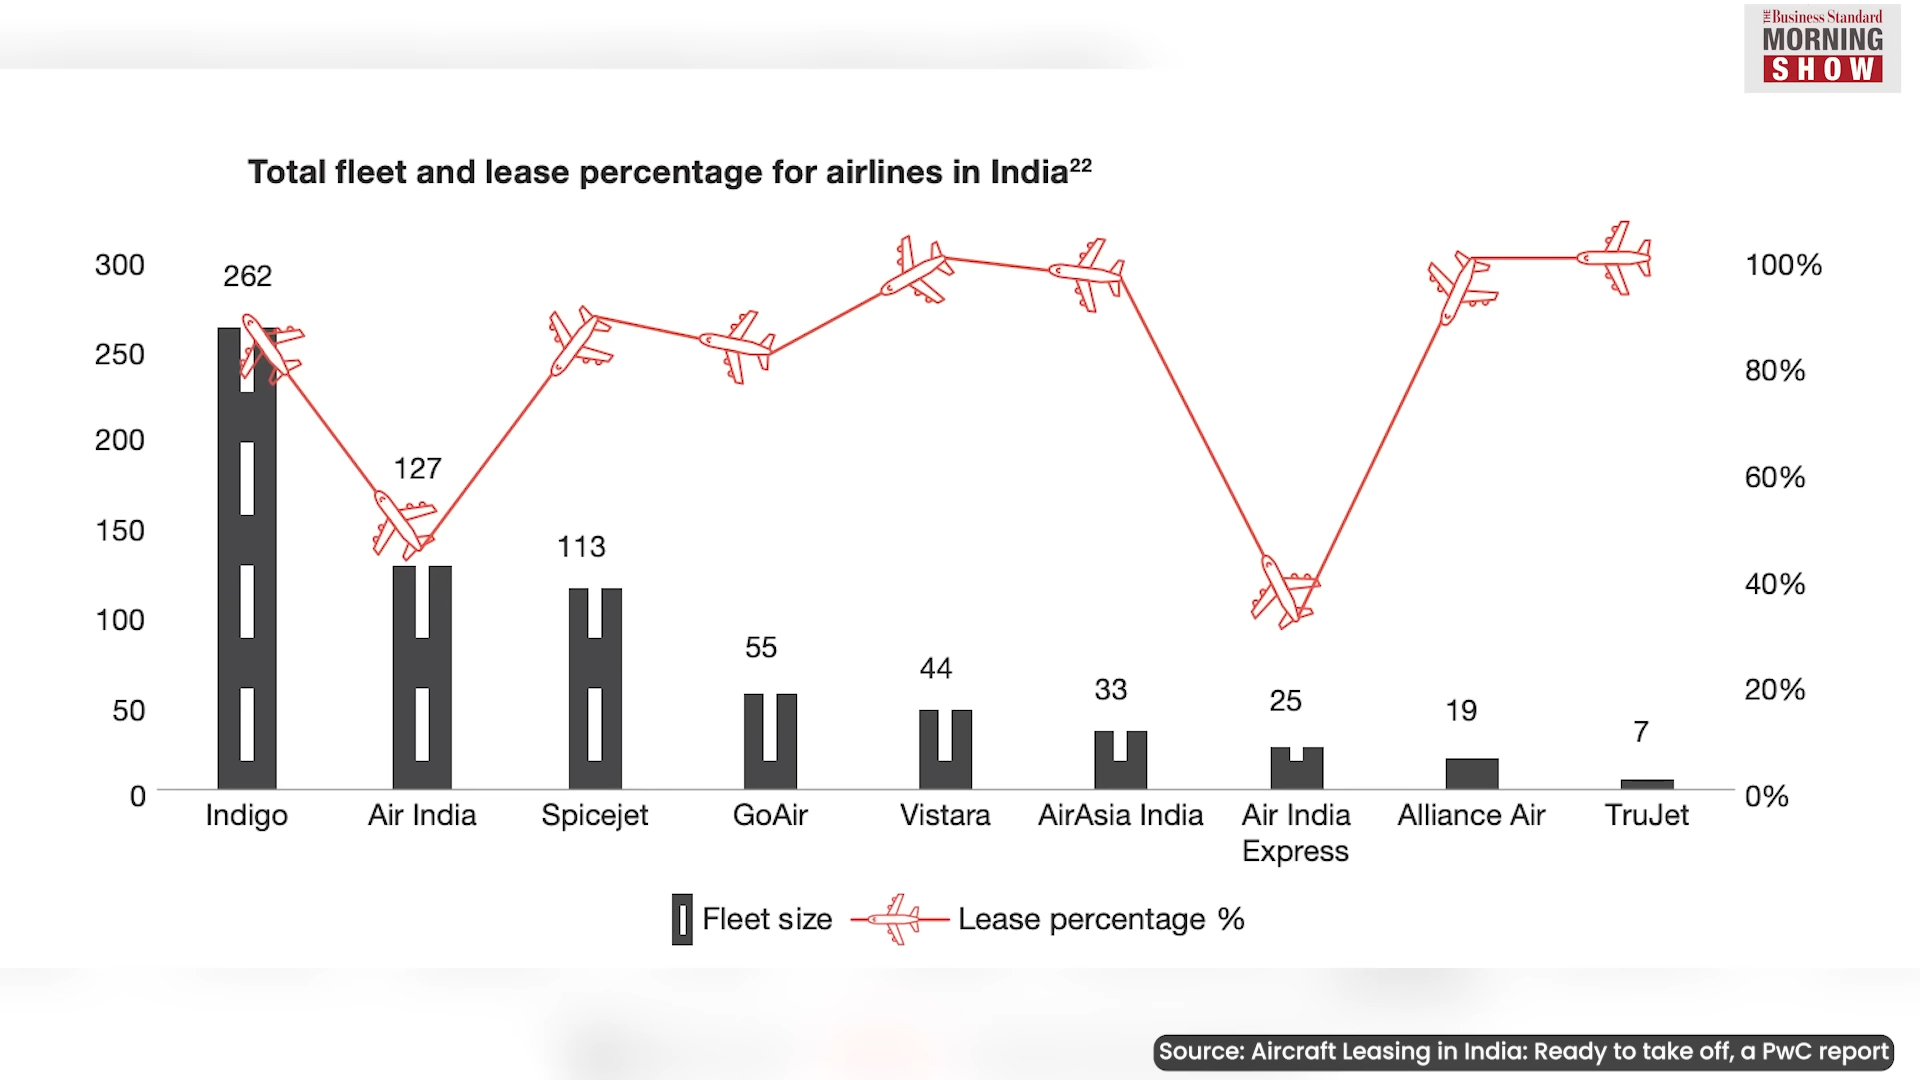 THE Business Standard
MORNING
SHOW
Total fleet and lease percentage for airlines in India22
300
250
200
150
100
50
0
262
127
113
55
44
33
25
19
7
100%
80%
60%
40%
20%
0%
Indigo
Air India
Spicejet
GoAir
Vistara
AirAsia India
Air India
Express
Alliance Air
TruJet
Fleet size
Lease percentage %
Source: Aircraft Leasing in India: Ready to take off, a PwC report